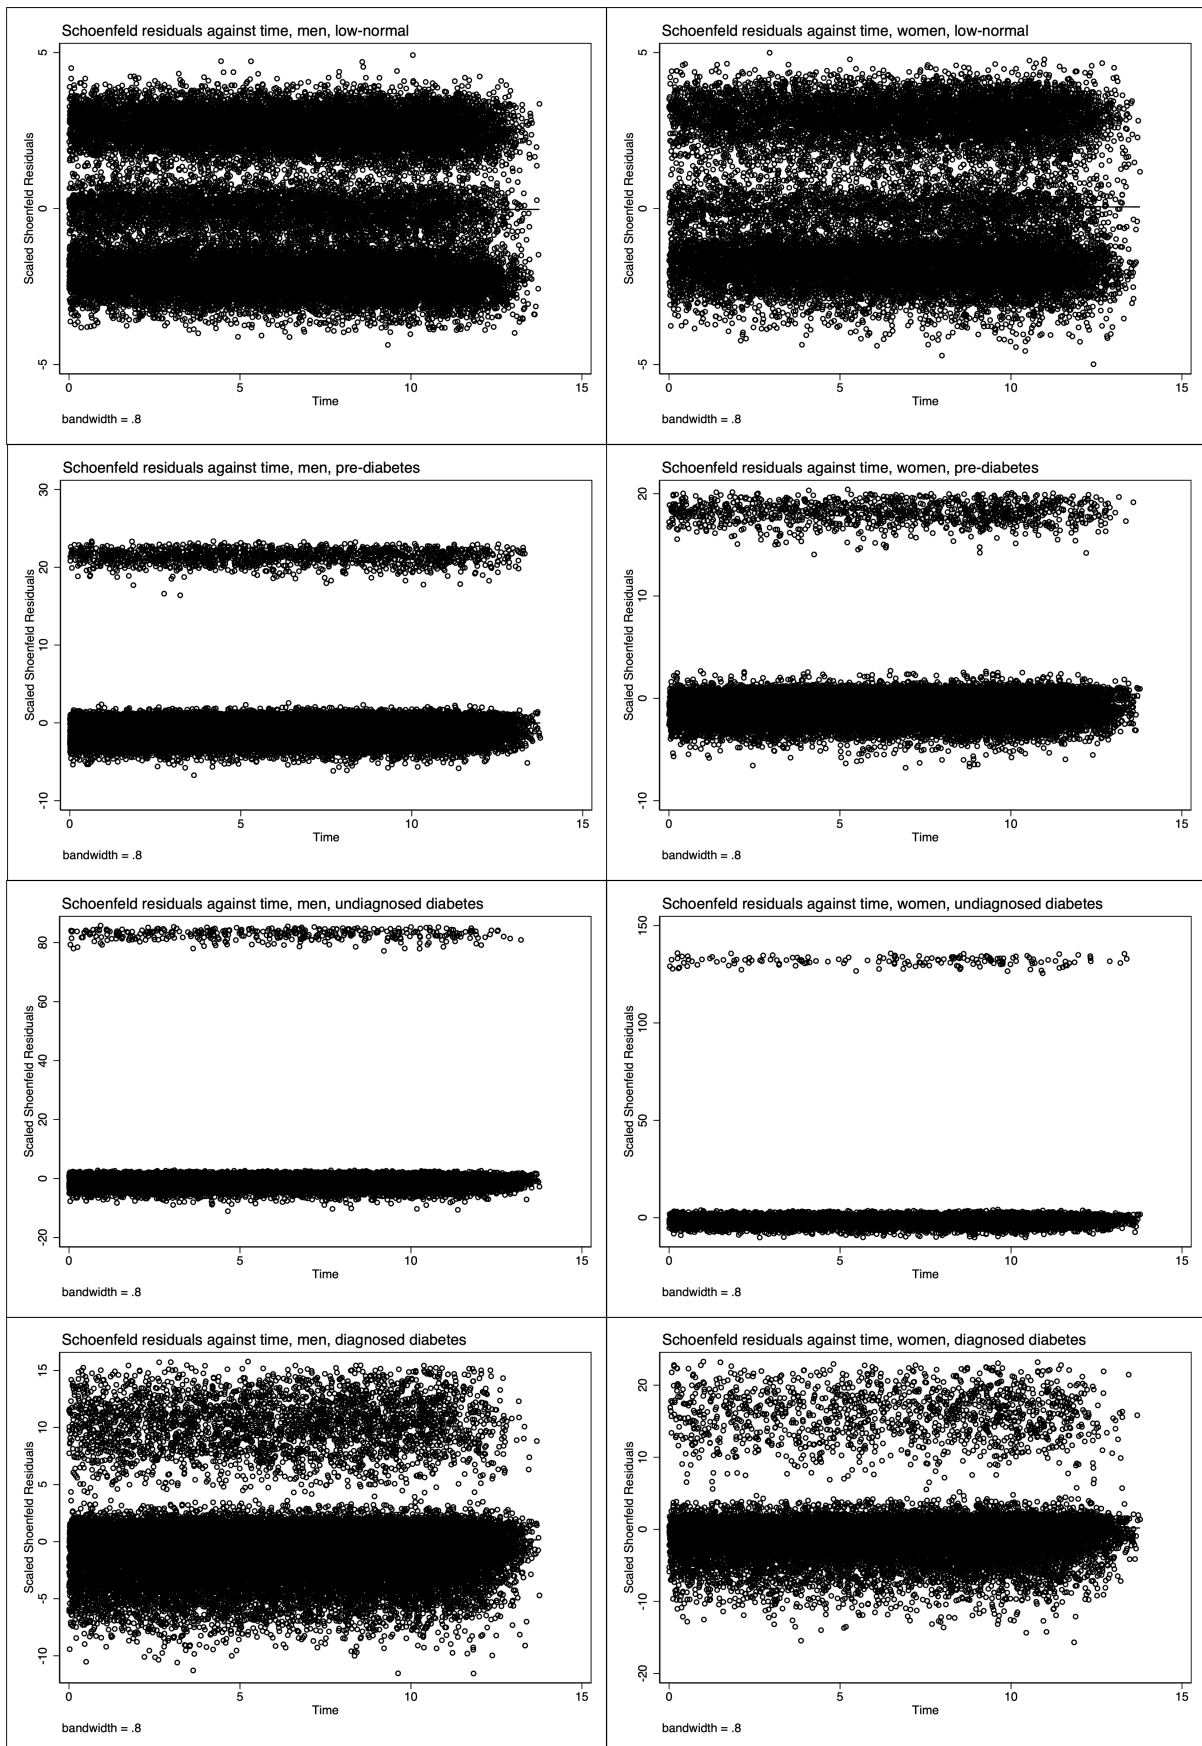 Schoenfeld residuals against time, men, low-normal
Scaled Shoenfeld Residuals
5
0
-5
0 5 10 15
Time
bandwidth = .8
Schoenfeld residuals against time, women, low-normal
Scaled Shoenfeld Residuals
5
0
-5
0 5 10 15
Time
bandwidth = .8
Schoenfeld residuals against time, men, pre-diabetes
Scaled Shoenfeld Residuals
30
20
10
0
-10
0 5 10 15
Time
bandwidth = .8
Schoenfeld residuals against time, women, pre-diabetes
Scaled Shoenfeld Residuals
20
10
0
-10
0 5 10 15
Time
bandwidth = .8
Schoenfeld residuals against time, men, undiagnosed diabetes
Scaled Shoenfeld Residuals
80
60
40
20
0
-20
0 5 10 15
Time
bandwidth = .8
Schoenfeld residuals against time, women, undiagnosed diabetes
Scaled Shoenfeld Residuals
150
100
50
0
0 5 10 15
Time
bandwidth = .8
Schoenfeld residuals against time, men, diagnosed diabetes
Scaled Shoenfeld Residuals
15
10
5
0
-5
-10
0 5 10 15
Time
bandwidth = .8
Schoenfeld residuals against time, women, diagnosed diabetes
Scaled Shoenfeld Residuals
20
10
0
-10
-20
0 5 10 15
Time
bandwidth = .8